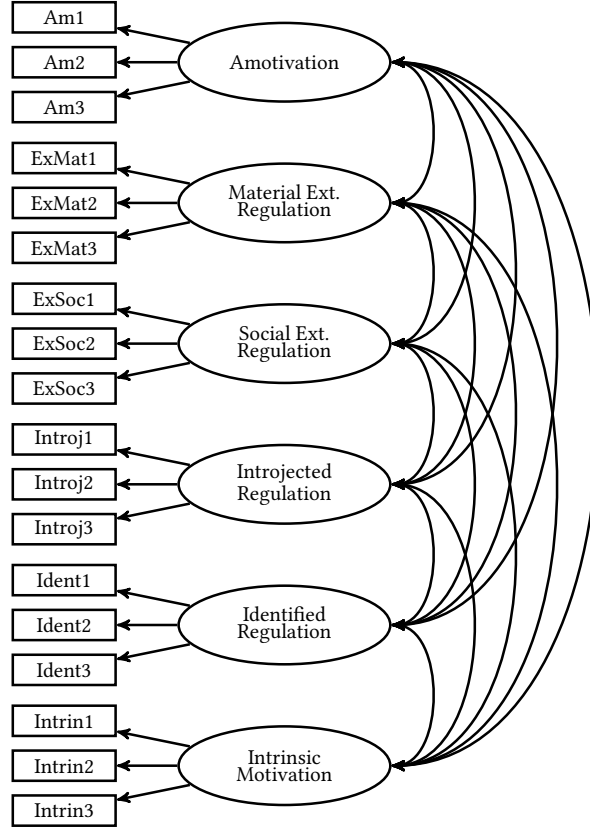 Am1
Am2
Am3
Amotivation
ExMat1
ExMat2
ExMat3
Material Ext.
Regulation
ExSoc1
ExSoc2
ExSoc3
Social Ext.
Regulation
Introj1
Introj2
Introj3
Introjected
Regulation
Ident1
Ident2
Ident3
Identified
Regulation
Intrin1
Intrin2
Intrin3
Intrinsic
Motivation